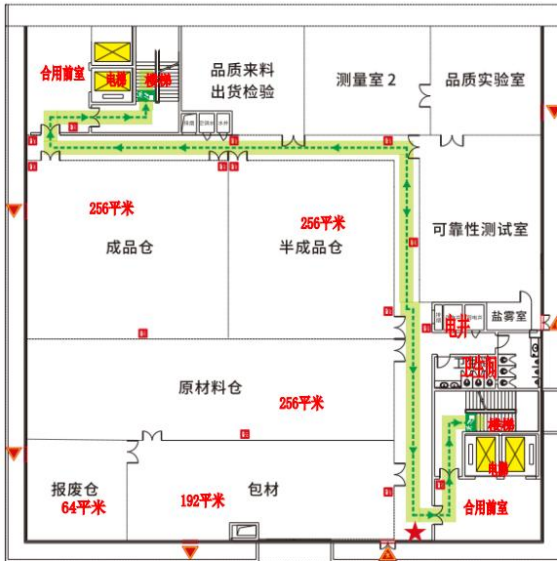 合用前室
电梯
楼梯
品质来料
出货检验
测量室2
品质实验室
256平米
成品仓
256平米
半成品仓
可靠性测试室
电井
盐雾室
卫生间
原材料仓
256平米
楼梯
电梯
报废仓
64平米
192平米
包材
合用前室